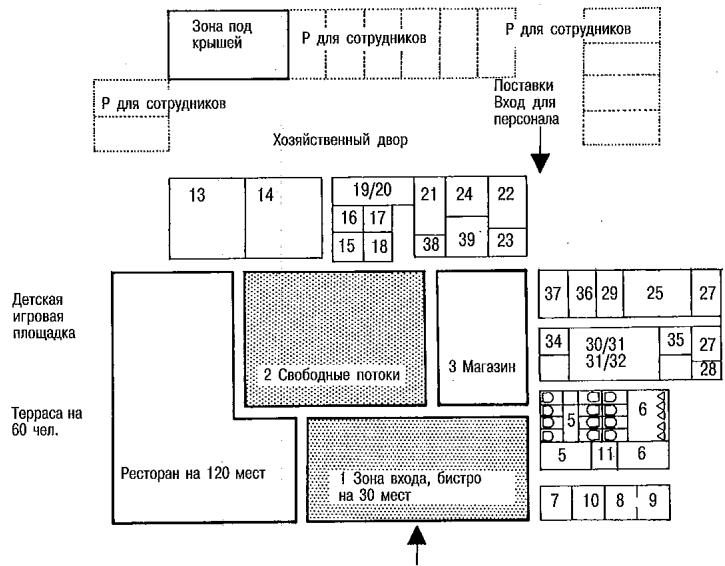 Зона под
крышей
Р для сотрудников
Р для сотрудников
Р для сотрудников
Поставки
Вход для
персонала
Хозяйственный двор
13
14
19/20
21
24
22
16
17
15
18
38
39
23
Детская
игровая
площадка
37
36
29
25
27
34
30/31
31/32
35
27
28
2 Свободные потоки
3 Магазин
Терраса на
60 чел.
5
6
5
11
6
Ресторан на 120 мест
1 Зона входа, бистро
на 30 мест
7
10
8
9